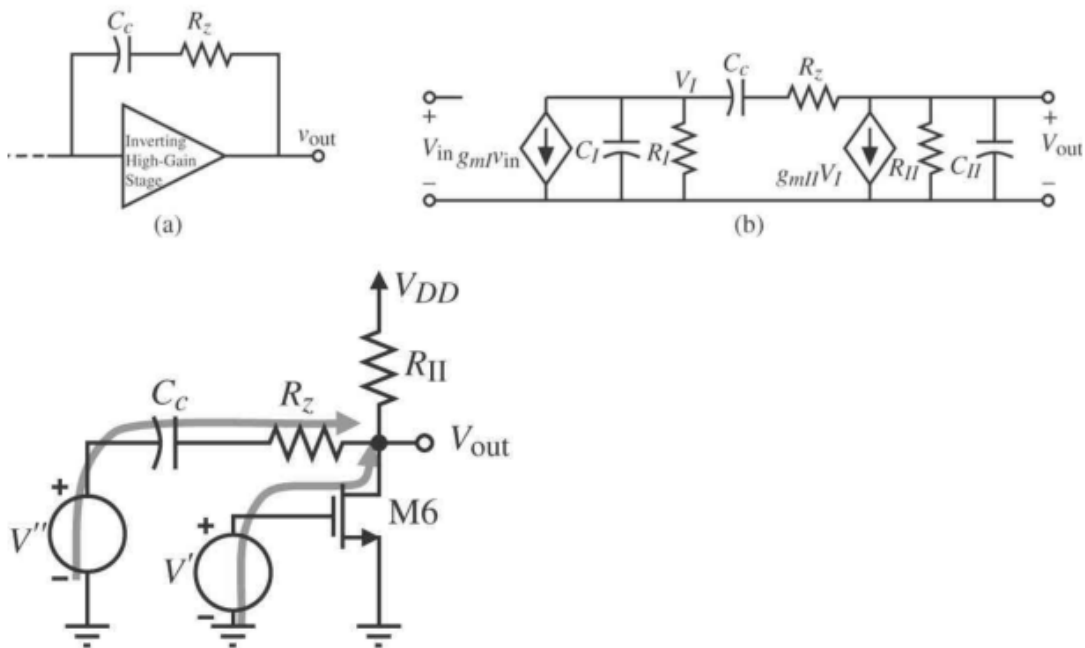 C_c R_z
Inverting
High-Gain
Stage
v_out
(a)
V_I C_c R_z
+ +
V_in g_mI v_in C_I R_I g_mII V_I R_II C_II V_out
− −
(b)
V_DD
R_II
C_c R_z
V_out
+ M6
V'' +
− V'
−